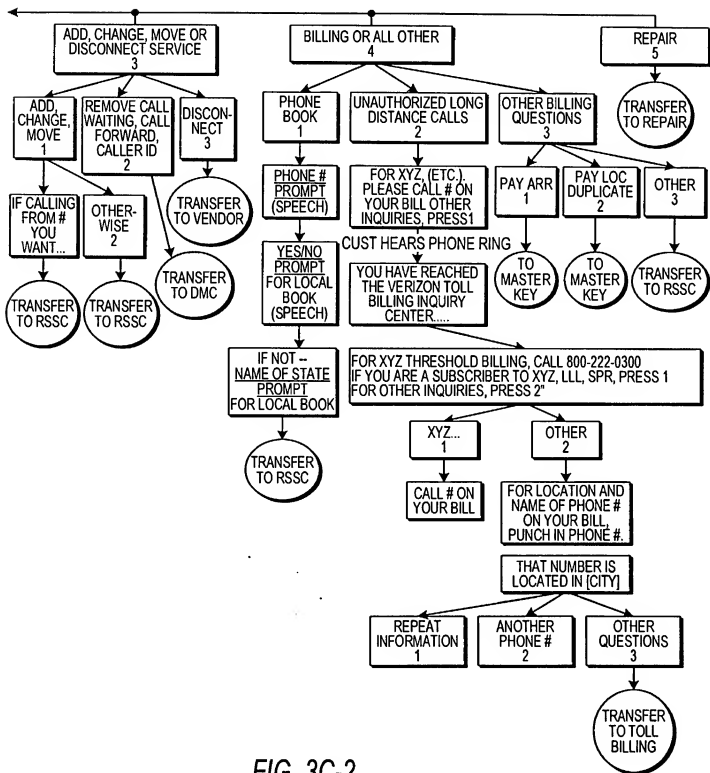 ADD, CHANGE, MOVE OR
DISCONNECT SERVICE
3
BILLING OR ALL OTHER
4
REPAIR
5
ADD,
CHANGE,
MOVE
1
REMOVE CALL
WAITING, CALL
FORWARD,
CALLER ID
2
DISCON-
NECT
3
PHONE
BOOK
1
UNAUTHORIZED LONG
DISTANCE CALLS
2
OTHER BILLING
QUESTIONS
3
TRANSFER
TO REPAIR
IF CALLING
FROM #
YOU
WANT...
OTHER-
WISE
2
TRANSFER
TO VENDOR
PHONE #
PROMPT
(SPEECH)
FOR XYZ, (ETC.).
PLEASE CALL # ON
YOUR BILL OTHER
INQUIRIES, PRESS1
PAY ARR
1
PAY LOC
DUPLICATE
2
OTHER
3
TRANSFER
TO RSSC
TRANSFER
TO RSSC
TRANSFER
TO DMC
YES/NO
PROMPT
FOR LOCAL
BOOK
(SPEECH)
CUST HEARS PHONE RING
YOU HAVE REACHED
THE VERIZON TOLL
BILLING INQUIRY
CENTER.....
TO
MASTER
KEY
TO
MASTER
KEY
TRANSFER
TO RSSC
IF NOT --
NAME OF STATE
PROMPT
FOR LOCAL BOOK
FOR XYZ THRESHOLD BILLING, CALL 800-222-0300
IF YOU ARE A SUBSCRIBER TO XYZ, LLL, SPR, PRESS 1
FOR OTHER INQUIRIES, PRESS 2"
TRANSFER
TO RSSC
XYZ...
1
OTHER
2
CALL # ON
YOUR BILL
FOR LOCATION AND
NAME OF PHONE #
ON YOUR BILL,
PUNCH IN PHONE #.
THAT NUMBER IS
LOCATED IN [CITY]
REPEAT
INFORMATION
1
ANOTHER
PHONE #
2
OTHER
QUESTIONS
3
TRANSFER
TO TOLL
BILLING
FIG. 3C-2